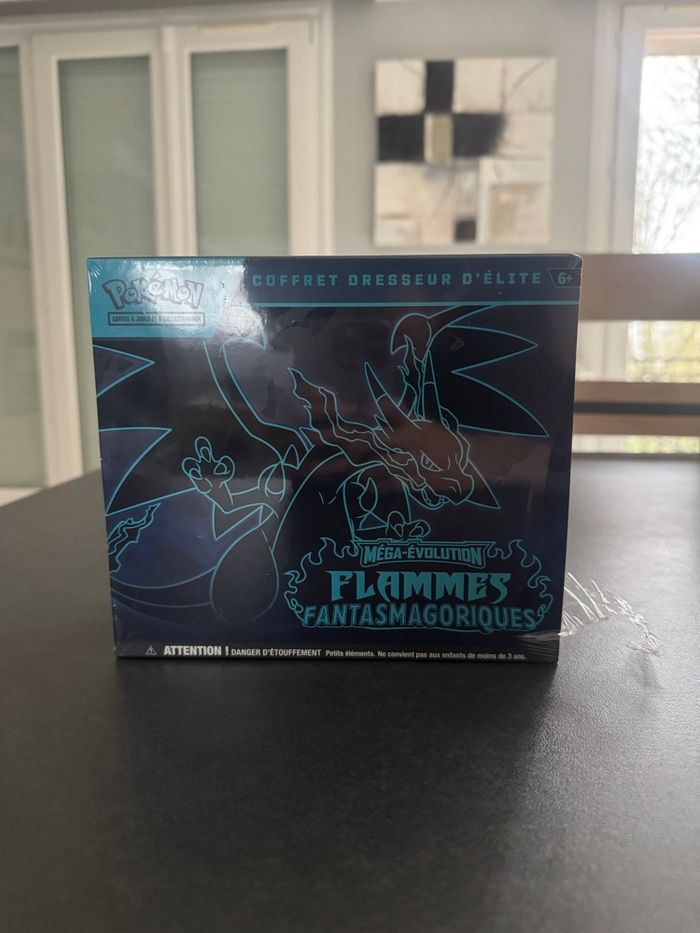 POKÉMON
CARTES À JOUER ET À COLLECTIONNER
COFFRET DRESSEUR D'ÉLITE 6+
MÉGA-ÉVOLUTION
FLAMMES
FANTASMAGORIQUES
ATTENTION ! DANGER D'ÉTOUFFEMENT Petits éléments. Ne convient pas aux enfants de moins de 3 ans.